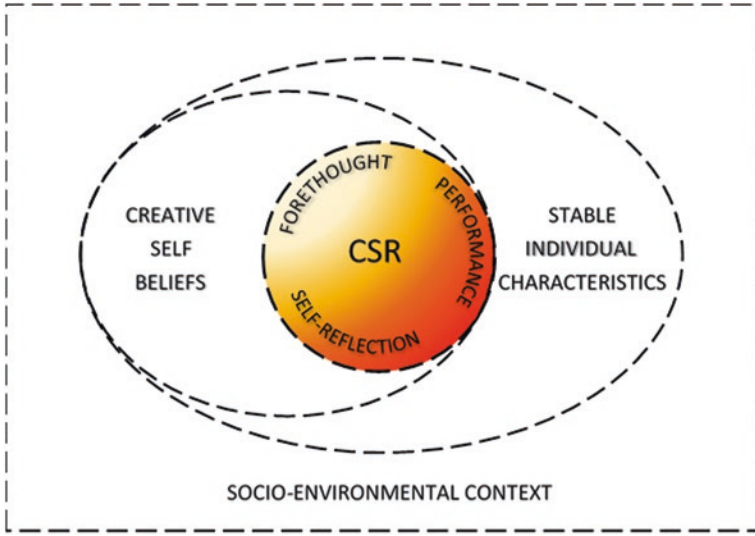 FORETHOUGHT
PERFORMANCE
CREATIVE
SELF
BELIEFS
CSR
STABLE
INDIVIDUAL
CHARACTERISTICS
SELF-REFLECTION
SOCIO-ENVIRONMENTAL CONTEXT